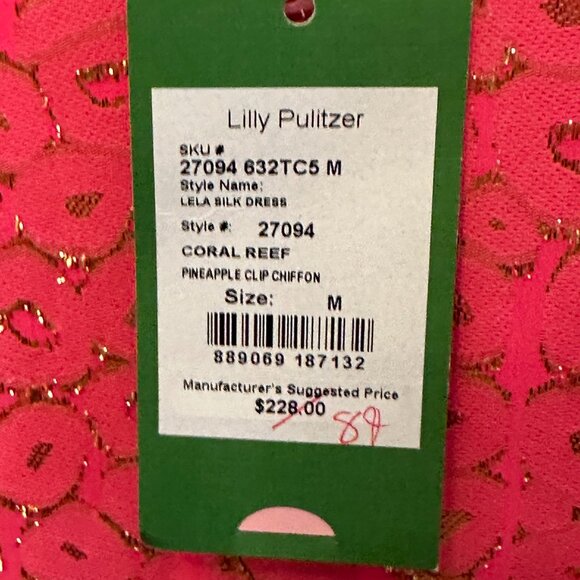 Lilly Pulitzer
SKU #
27094 632TC5 M
Style Name:
LELA SILK DRESS
Style #: 27094
CORAL REEF
PINEAPPLE CLIP CHIFFON
Size: M
889069 187132
Manufacturer's Suggested Price
$228.00